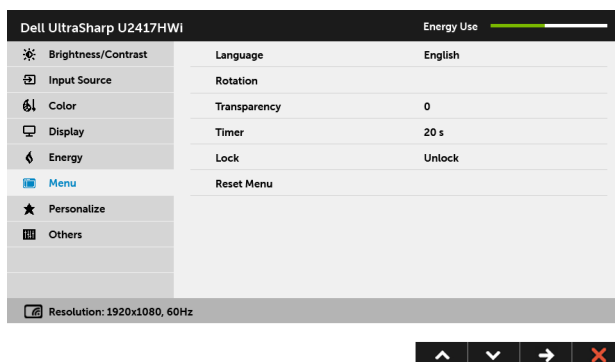 Dell UltraSharp U2417HWi Energy Use
Brightness/Contrast Language English
Input Source Rotation
Color Transparency 0
Display Timer 20 s
Energy Lock Unlock
Menu Reset Menu
Personalize
Others
Resolution: 1920x1080, 60Hz